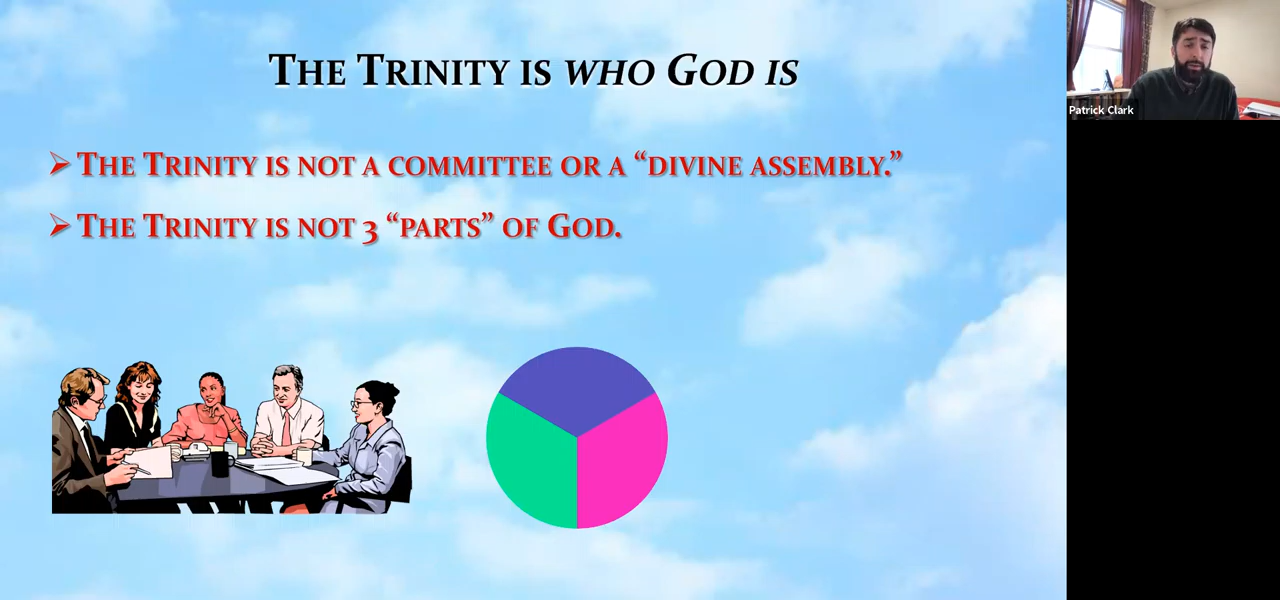 The Trinity is who God is
➢ The Trinity is not a committee or a “divine assembly.”
➢ The Trinity is not 3 “parts” of God.
Patrick Clark